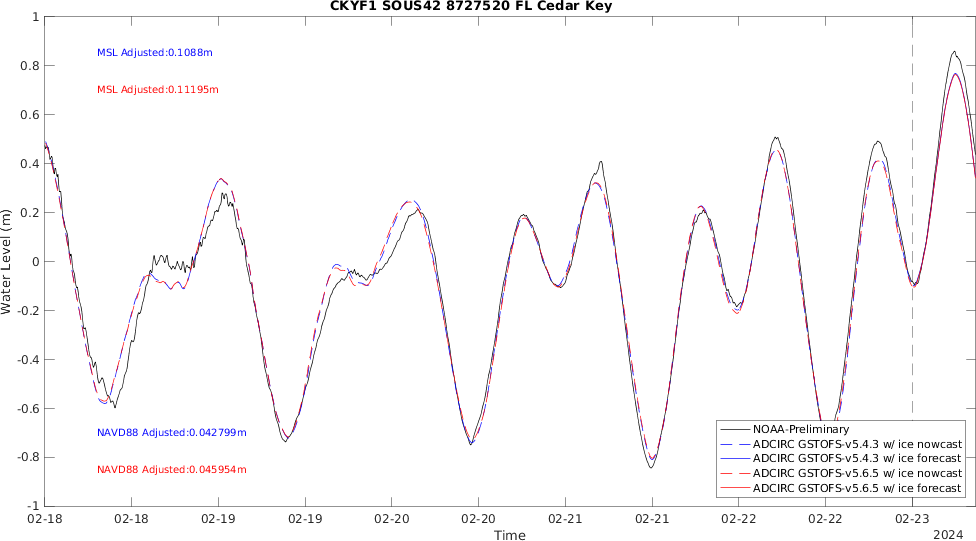 CKYF1 SOUS42 8727520 FL Cedar Key
1
0.8
0.6
0.4
0.2
0
-0.2
-0.4
-0.6
-0.8
-1
Water Level (m)
MSL Adjusted:0.1088m
MSL Adjusted:0.11195m
NAVD88 Adjusted:0.042799m
NAVD88 Adjusted:0.045954m
NOAA-Preliminary
ADCIRC GSTOFS-v5.4.3 w/ ice nowcast
ADCIRC GSTOFS-v5.4.3 w/ ice forecast
ADCIRC GSTOFS-v5.6.5 w/ ice nowcast
ADCIRC GSTOFS-v5.6.5 w/ ice forecast
02-18 02-18 02-19 02-19 02-20 02-20 02-21 02-21 02-22 02-22 02-23
Time
2024